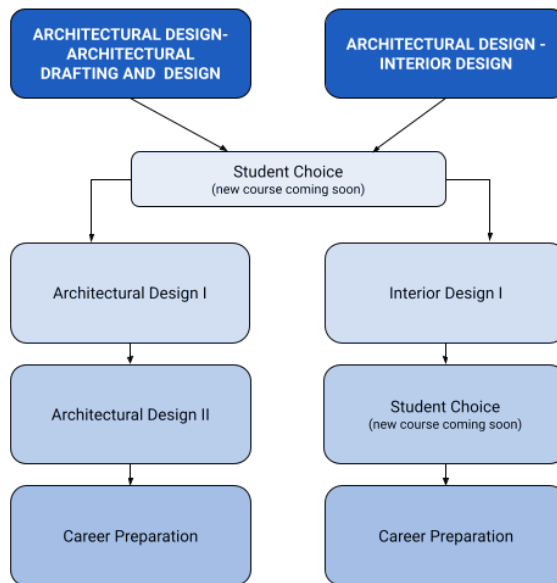 ARCHITECTURAL DESIGN-
ARCHITECTURAL
DRAFTING AND DESIGN
ARCHITECTURAL DESIGN -
INTERIOR DESIGN
Student Choice
(new course coming soon)
Architectural Design I
Interior Design I
Architectural Design II
Student Choice
(new course coming soon)
Career Preparation
Career Preparation